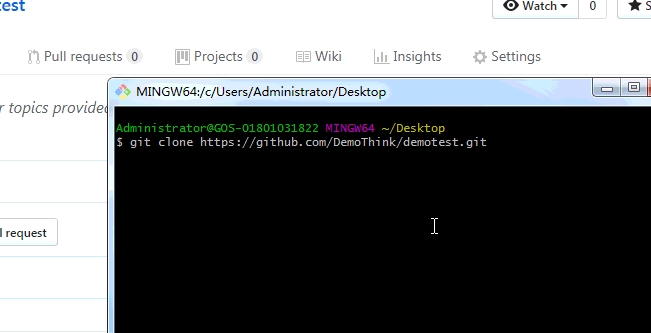 test
Watch 0 S
Pull requests 0 Projects 0 Wiki Insights Settings
r topics provided
MINGW64:/c/Users/Administrator/Desktop
Administrator@GOS-01801031822 MINGW64 ~/Desktop
$ git clone https://github.com/DemoThink/demotest.git
l request